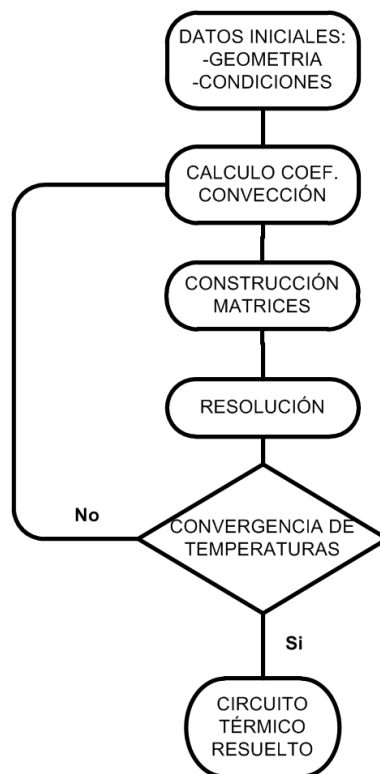 DATOS INICIALES:
-GEOMETRIA
-CONDICIONES
CALCULO COEF.
CONVECCIÓN
CONSTRUCCIÓN
MATRICES
RESOLUCIÓN
No
CONVERGENCIA DE
TEMPERATURAS
Si
CIRCUITO
TÉRMICO
RESUELTO